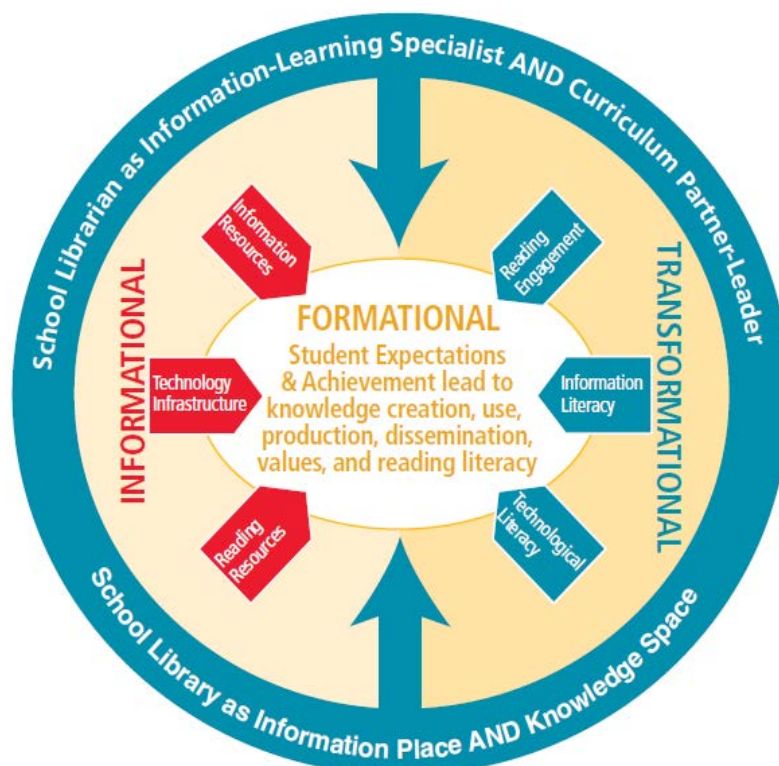 School Librarian as Information-Learning Specialist AND Curriculum Partner-Leader
INFORMATIONAL
Information
Resources
Technology
Infrastructure
Reading
Resources
FORMATIONAL
Student Expectations
& Achievement lead to
knowledge creation, use,
production, dissemination,
values, and reading literacy
Reading
Engagement
Information
Literacy
Technological
Literacy
TRANSFORMATIONAL
School Library as Information Place AND Knowledge Space